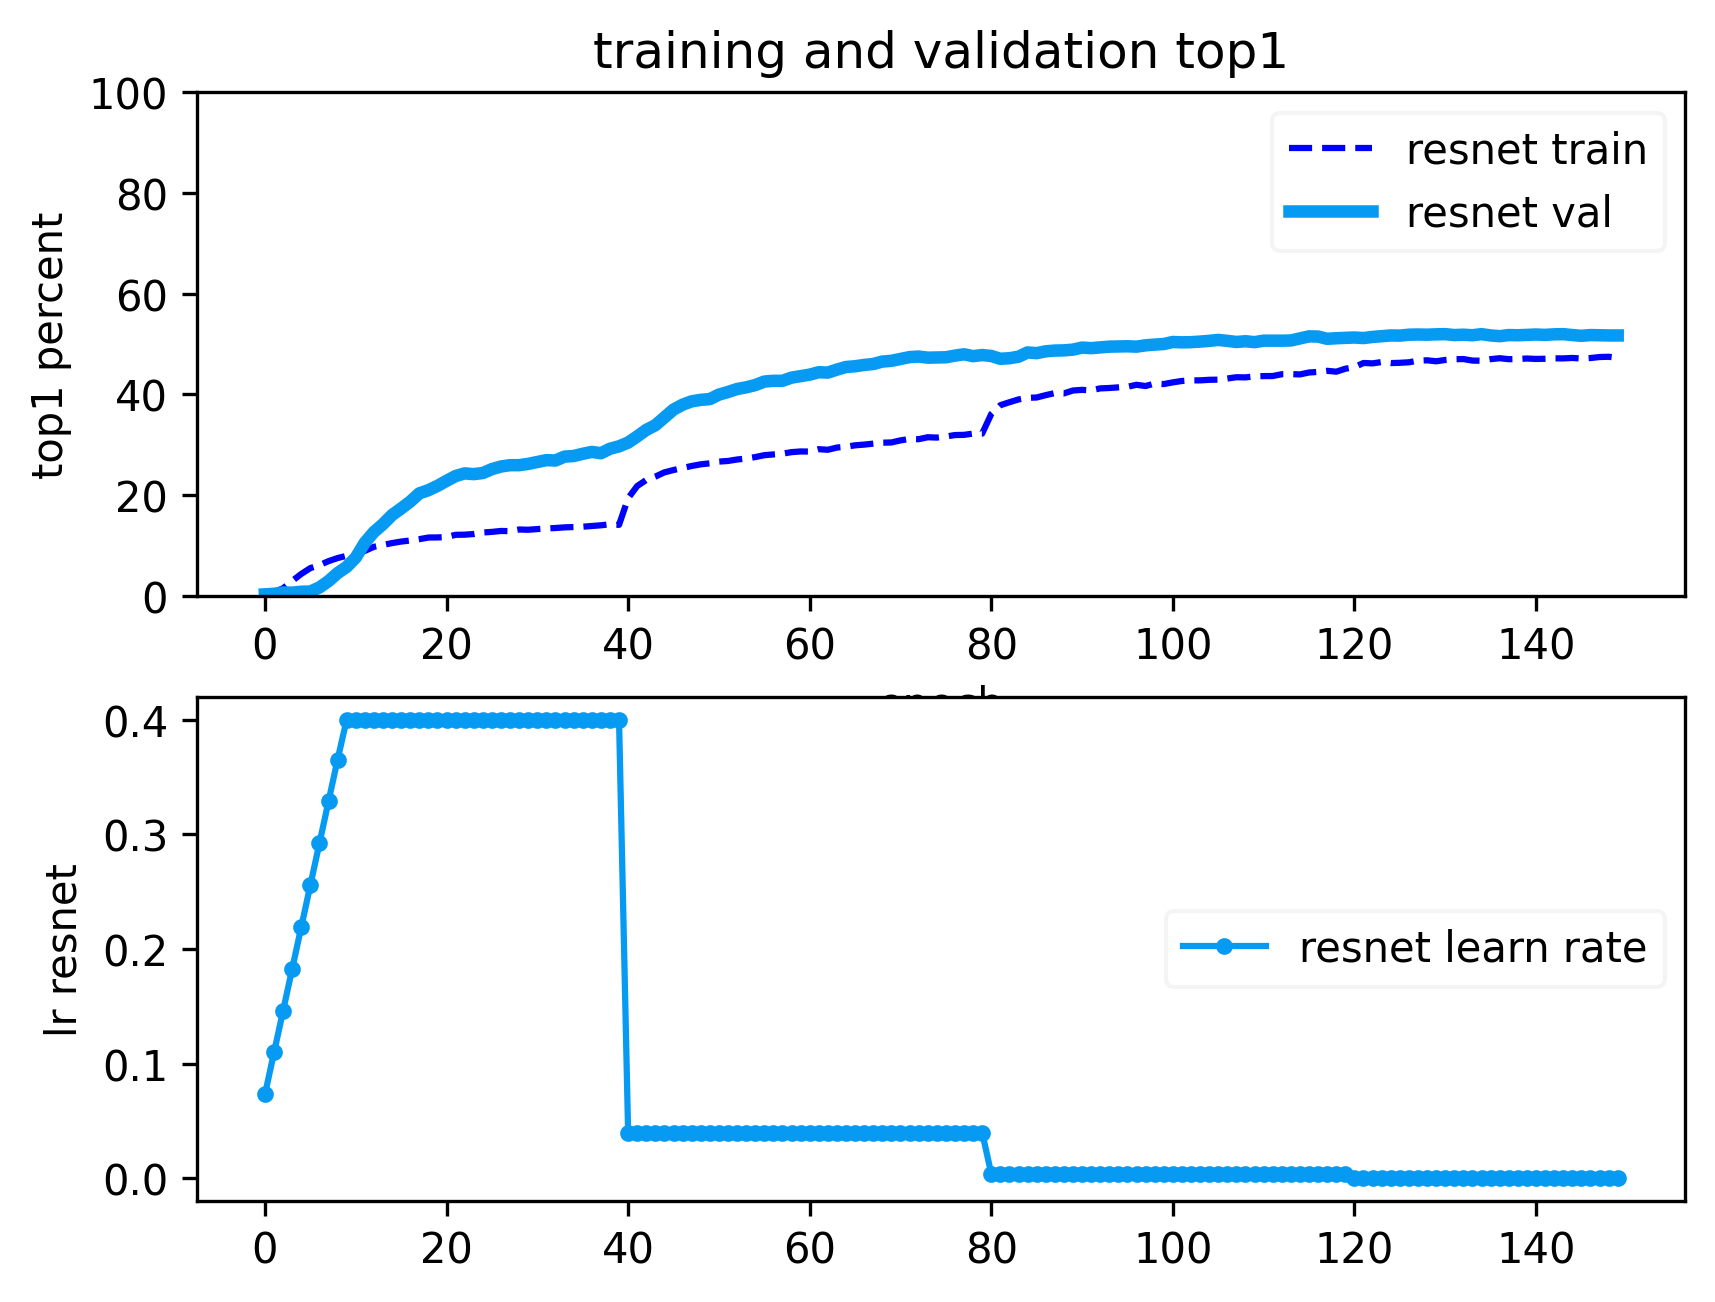 training and validation top1
100
80
60
40
20
0
top1 percent
resnet train
resnet val
0 20 40 60 80 100 120 140
0.4
0.3
0.2
0.1
0.0
lr resnet
resnet learn rate
0 20 40 60 80 100 120 140